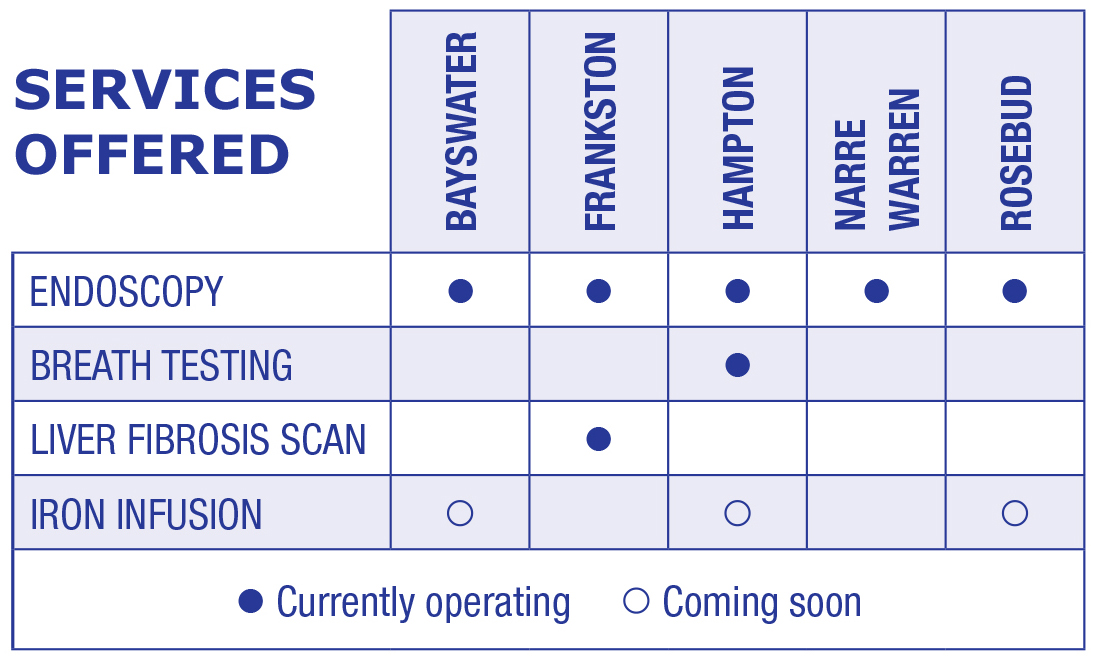 SERVICES
OFFERED
BAYSWATER
FRANKSTON
HAMPTON
NARRE
WARREN
ROSEBUD
ENDOSCOPY ● ● ● ● ●
BREATH TESTING ●
LIVER FIBROSIS SCAN ●
IRON INFUSION ○ ○ ○
● Currently operating ○ Coming soon